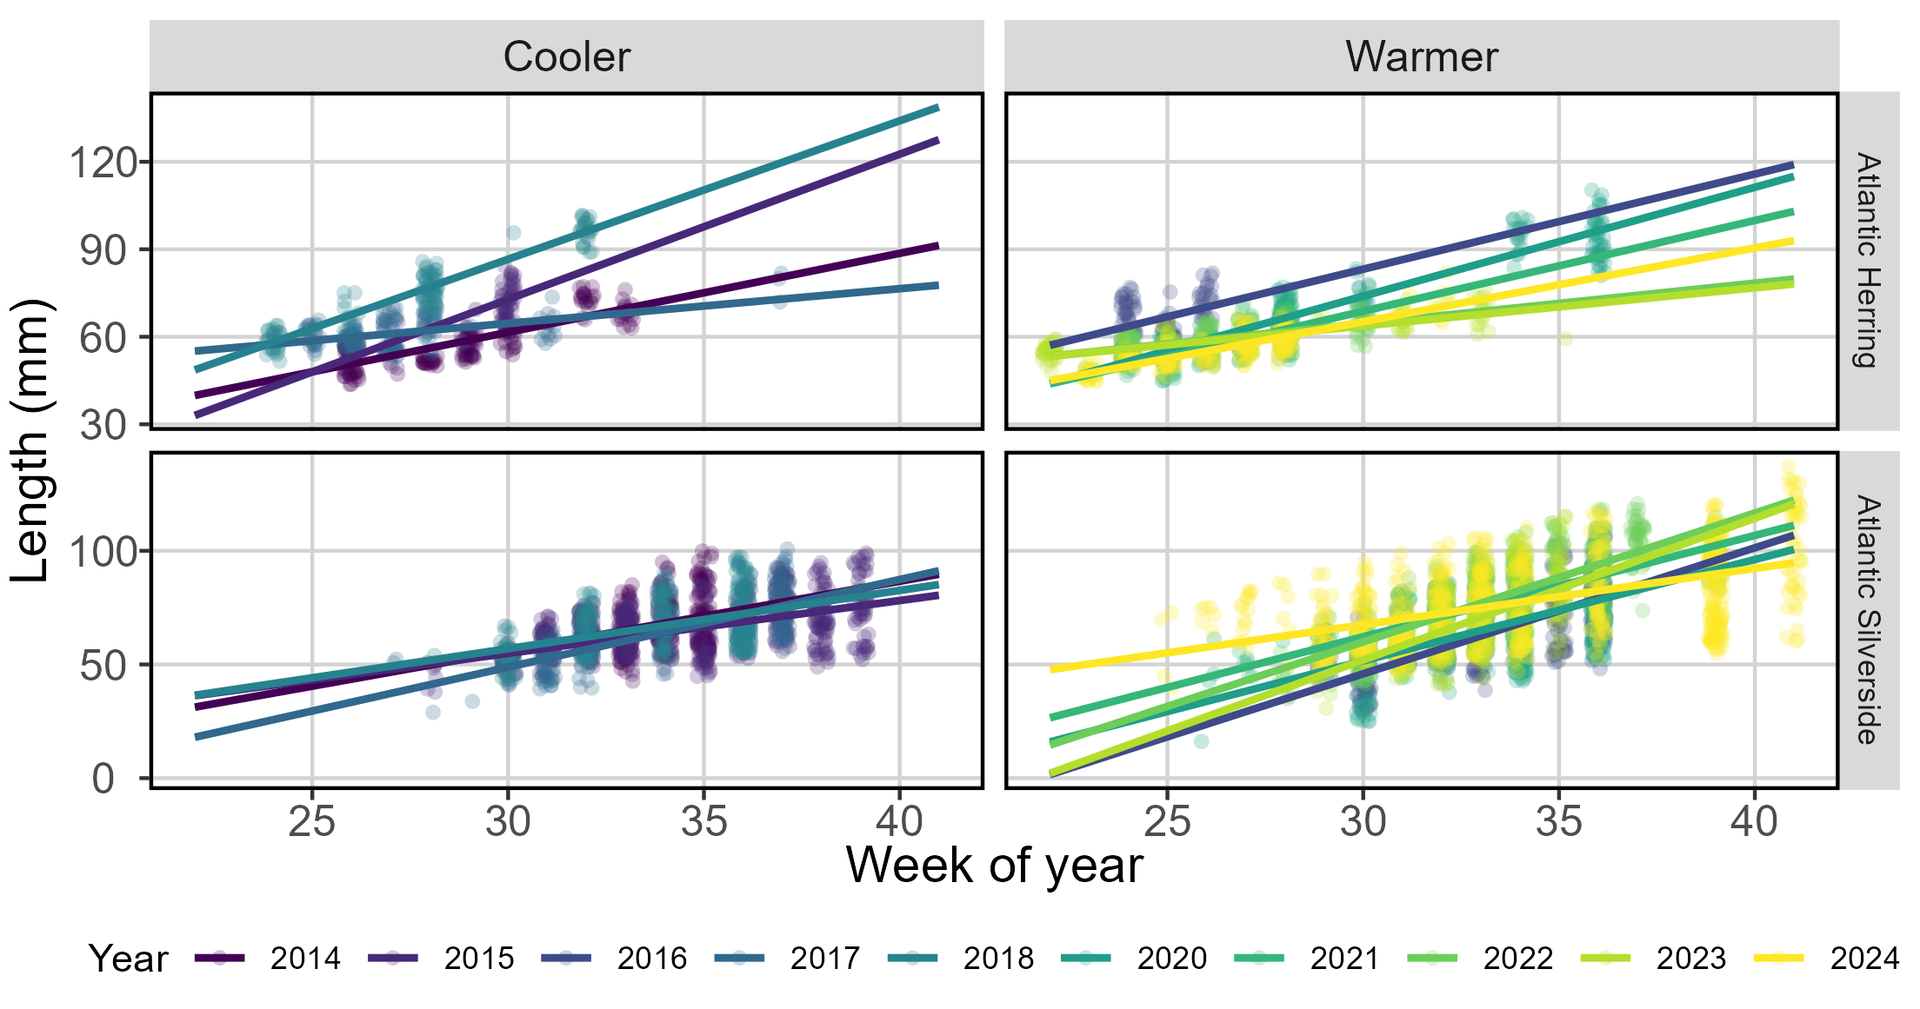 Cooler
Warmer
Length (mm)
120
90
60
30
Atlantic Herring
100
50
0
Atlantic Silverside
25 30 35 40
25 30 35 40
Week of year
Year 2014 2015 2016 2017 2018 2020 2021 2022 2023 2024